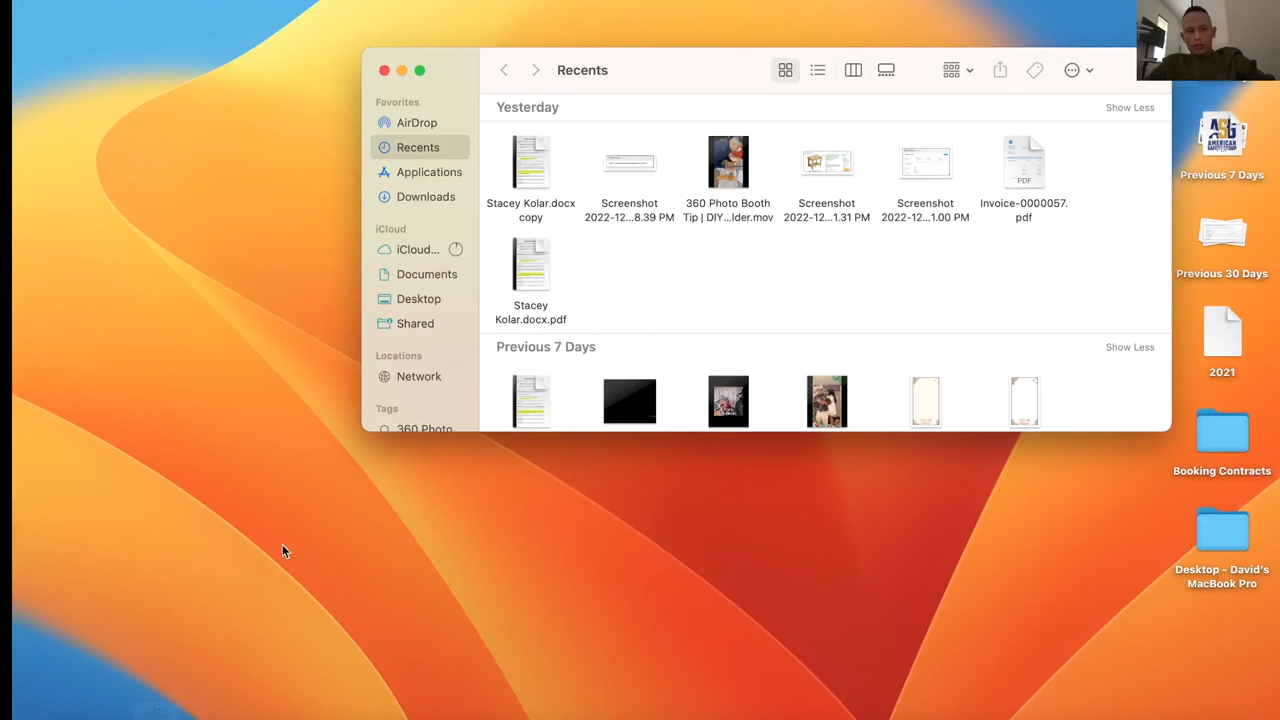 Recents
Favorites
AirDrop
Recents
Applications
Downloads
iCloud
iCloud...
Documents
Desktop
Shared
Locations
Network
Tags
360 Photo
Yesterday
Show Less
Stacey Kolar.docx
copy
Screenshot
2022-12...8.39 PM
360 Photo Booth
Tip | DIY...lder.mov
Screenshot
2022-12...1.31 PM
Screenshot
2022-12...1.00 PM
PDF
Invoice-0000057.
pdf
Stacey
Kolar.docx.pdf
Previous 7 Days
Show Less
ASG
AMERICAN
Previous 7 Days
Previous 30 Days
2021
Booking Contracts
Desktop - David's
MacBook Pro